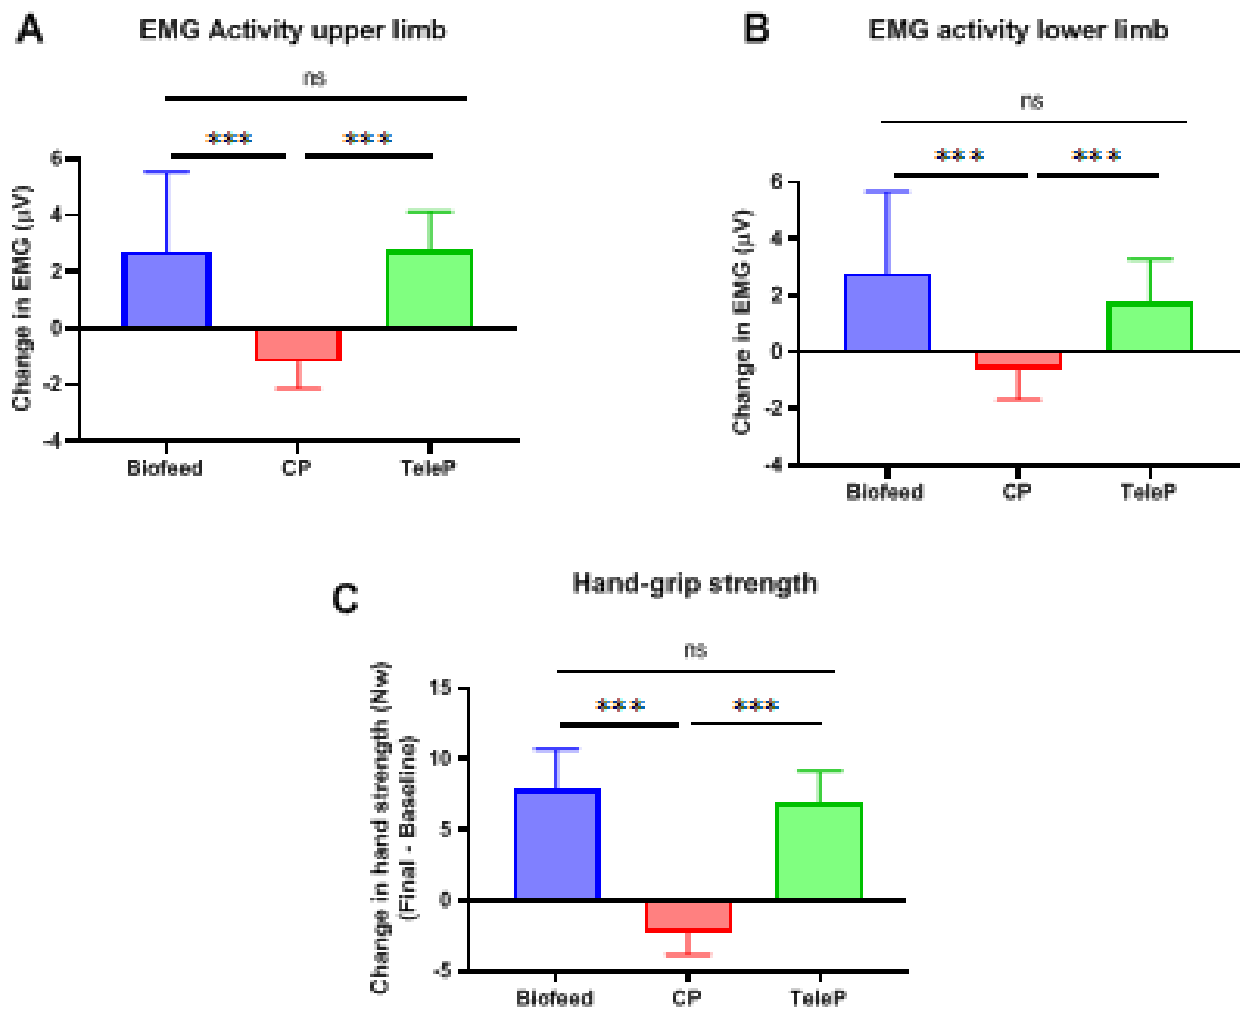 A
EMG Activity upper limb
ns
*** ***
6
4
2
0
-2
-4
Change in EMG (μV)
Biofeed CP TeleP
B
EMG activity lower limb
ns
*** ***
6
4
2
0
-2
-4
Change in EMG (μV)
Biofeed CP TeleP
C
Hand-grip strength
ns
*** ***
15
10
5
0
-5
Change in hand strength (Nw)
(Final - Baseline)
Biofeed CP TeleP